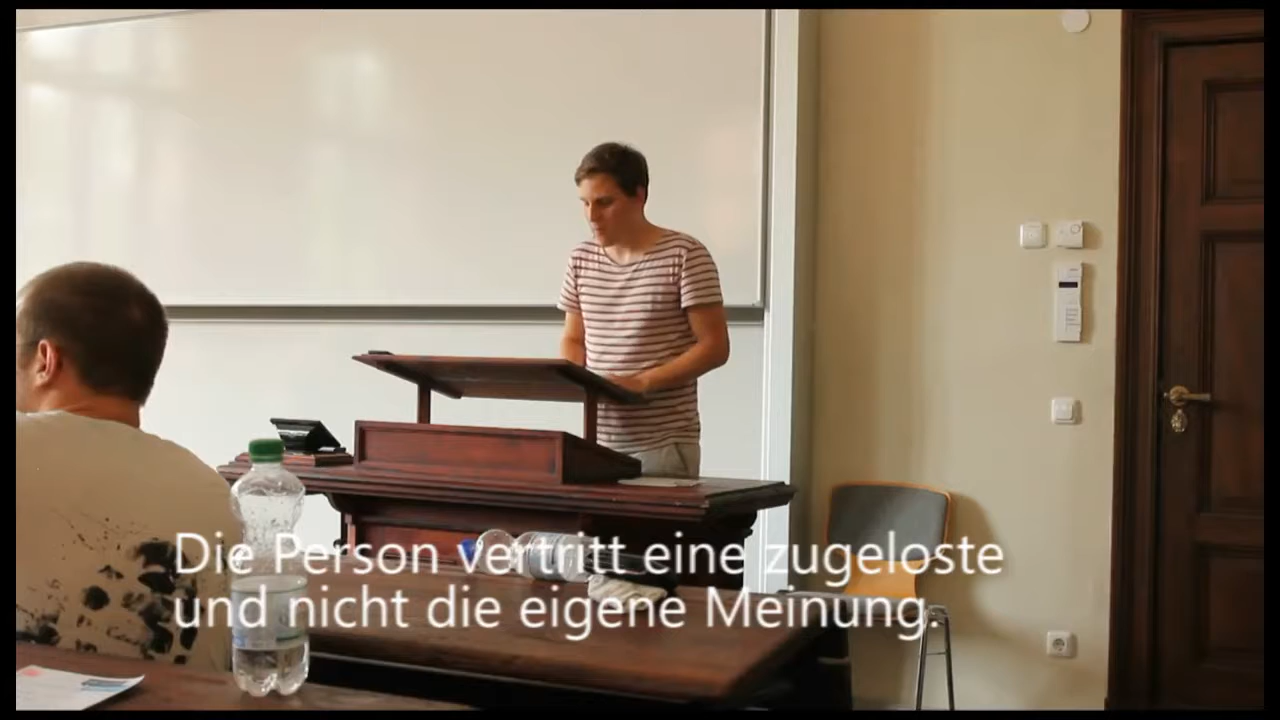 Die Person vertritt eine zugeloste
und nicht die eigene Meinung.